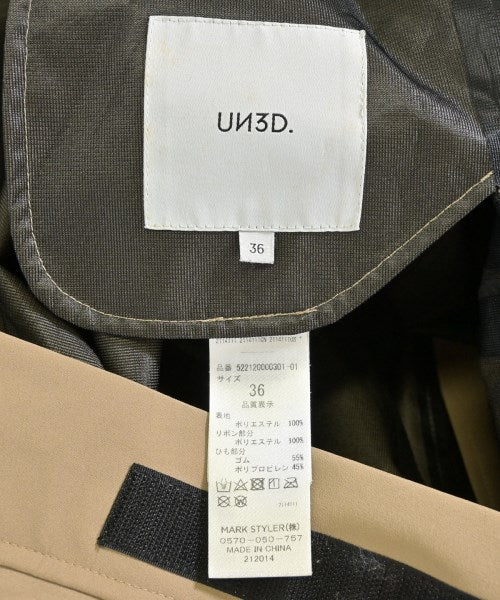 UN3D.
36
品番 522120000301-01
サイズ
36
品質表示
表地
ポリエステル 100%
リボン部分
ポリエステル 100%
ひも部分
ゴム 55%
ポリプロピレン 45%
MARK STYLER(株)
0570-050-757
MADE IN CHINA
212014